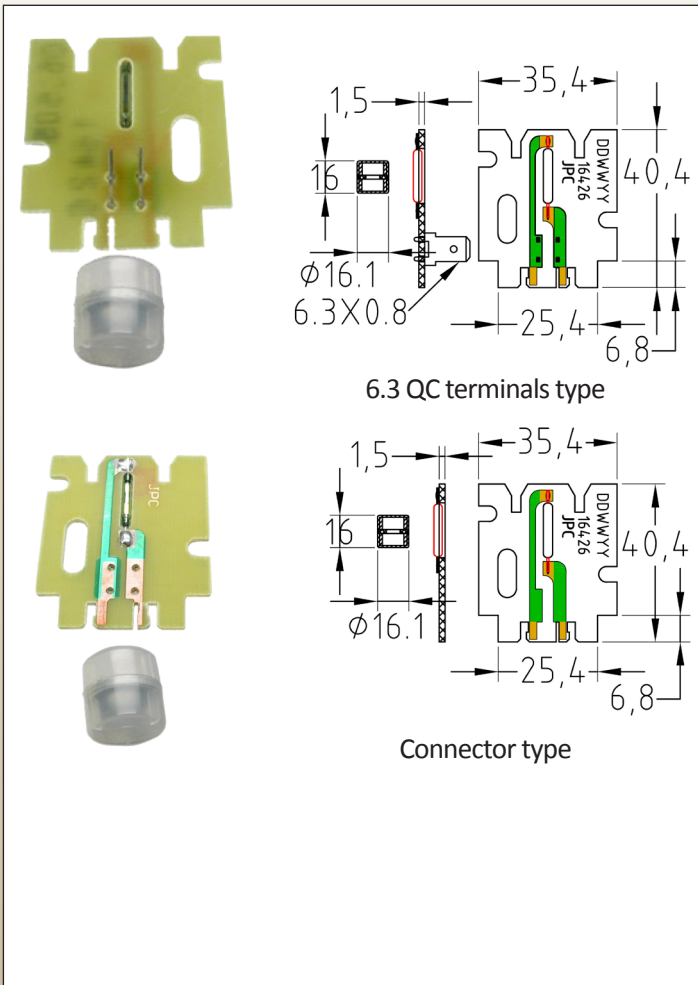 35,4
1,5
DDWWYY
16426
JPC
40,4
16
Φ16.1
6.3X0.8
25,4
6,8
6.3 QC terminals type
JPC
35,4
1,5
DDWWYY
16426
JPC
40,4
16
Φ16.1
25,4
6,8
Connector type